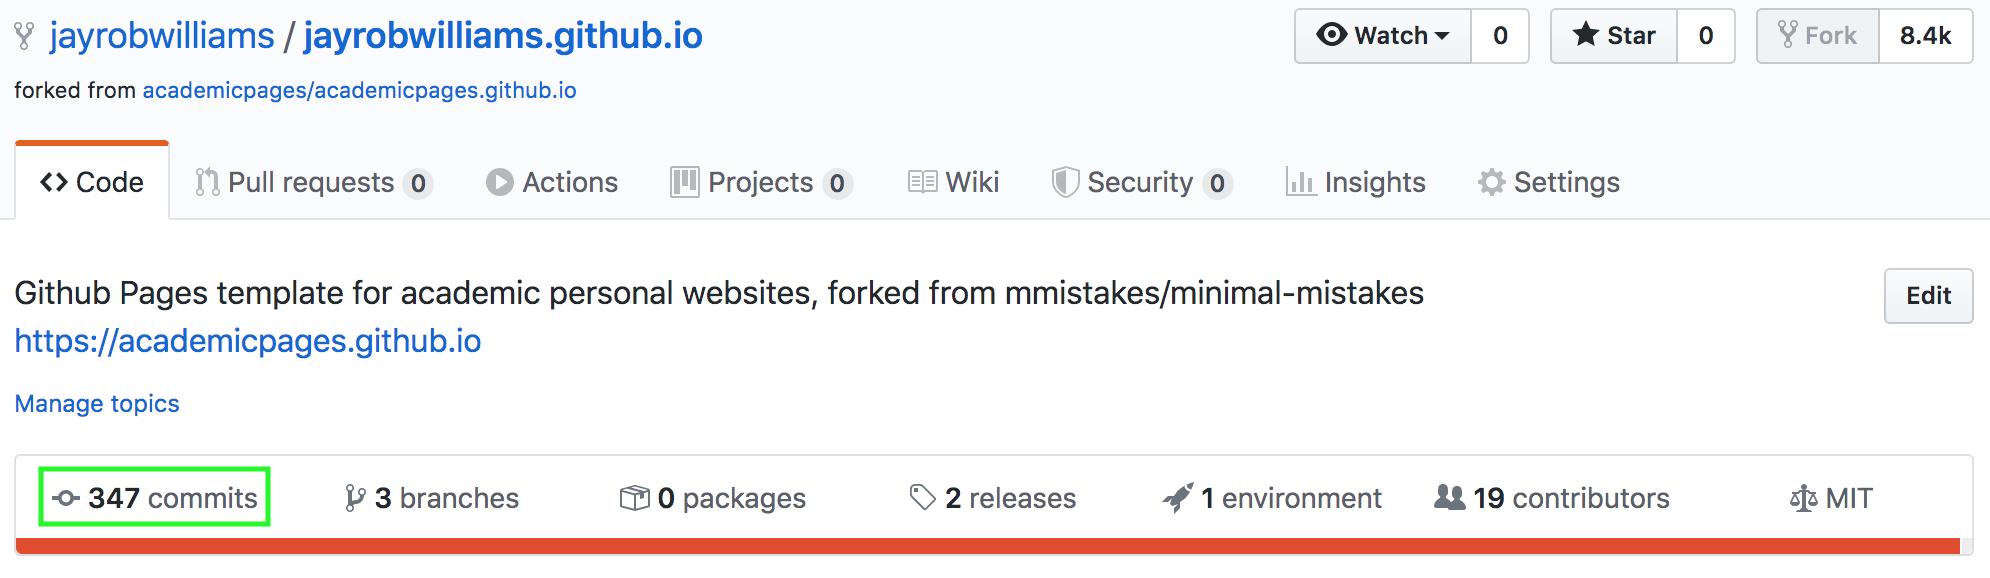 jayrobwilliams / jayrobwilliams.github.io Watch 0 Star 0 Fork 8.4k
forked from academicpages/academicpages.github.io
Code Pull requests 0 Actions Projects 0 Wiki Security 0 Insights Settings
Github Pages template for academic personal websites, forked from mmistakes/minimal-mistakes Edit
https://academicpages.github.io
Manage topics
347 commits 3 branches 0 packages 2 releases 1 environment 19 contributors MIT